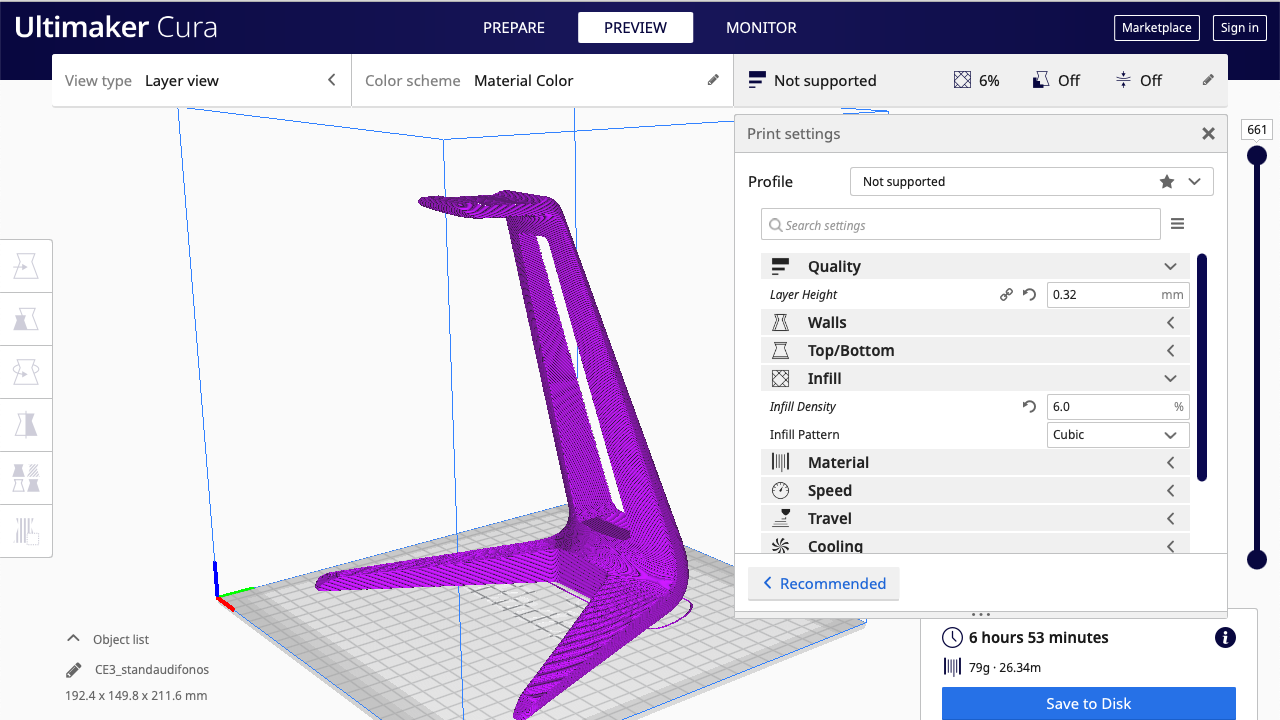 Ultimaker Cura
PREPARE
PREVIEW
MONITOR
Marketplace
Sign in
View type Layer view
Color scheme Material Color
Not supported
6%
Off
Off
Print settings
661
Profile
Not supported
Search settings
Quality
Layer Height
0.32 mm
Walls
Top/Bottom
Infill
Infill Density
6.0 %
Infill Pattern
Cubic
Material
Speed
Travel
Cooling
Recommended
Object list
CE3_standaudifonos
192.4 x 149.8 x 211.6 mm
6 hours 53 minutes
79g · 26.34m
Save to Disk